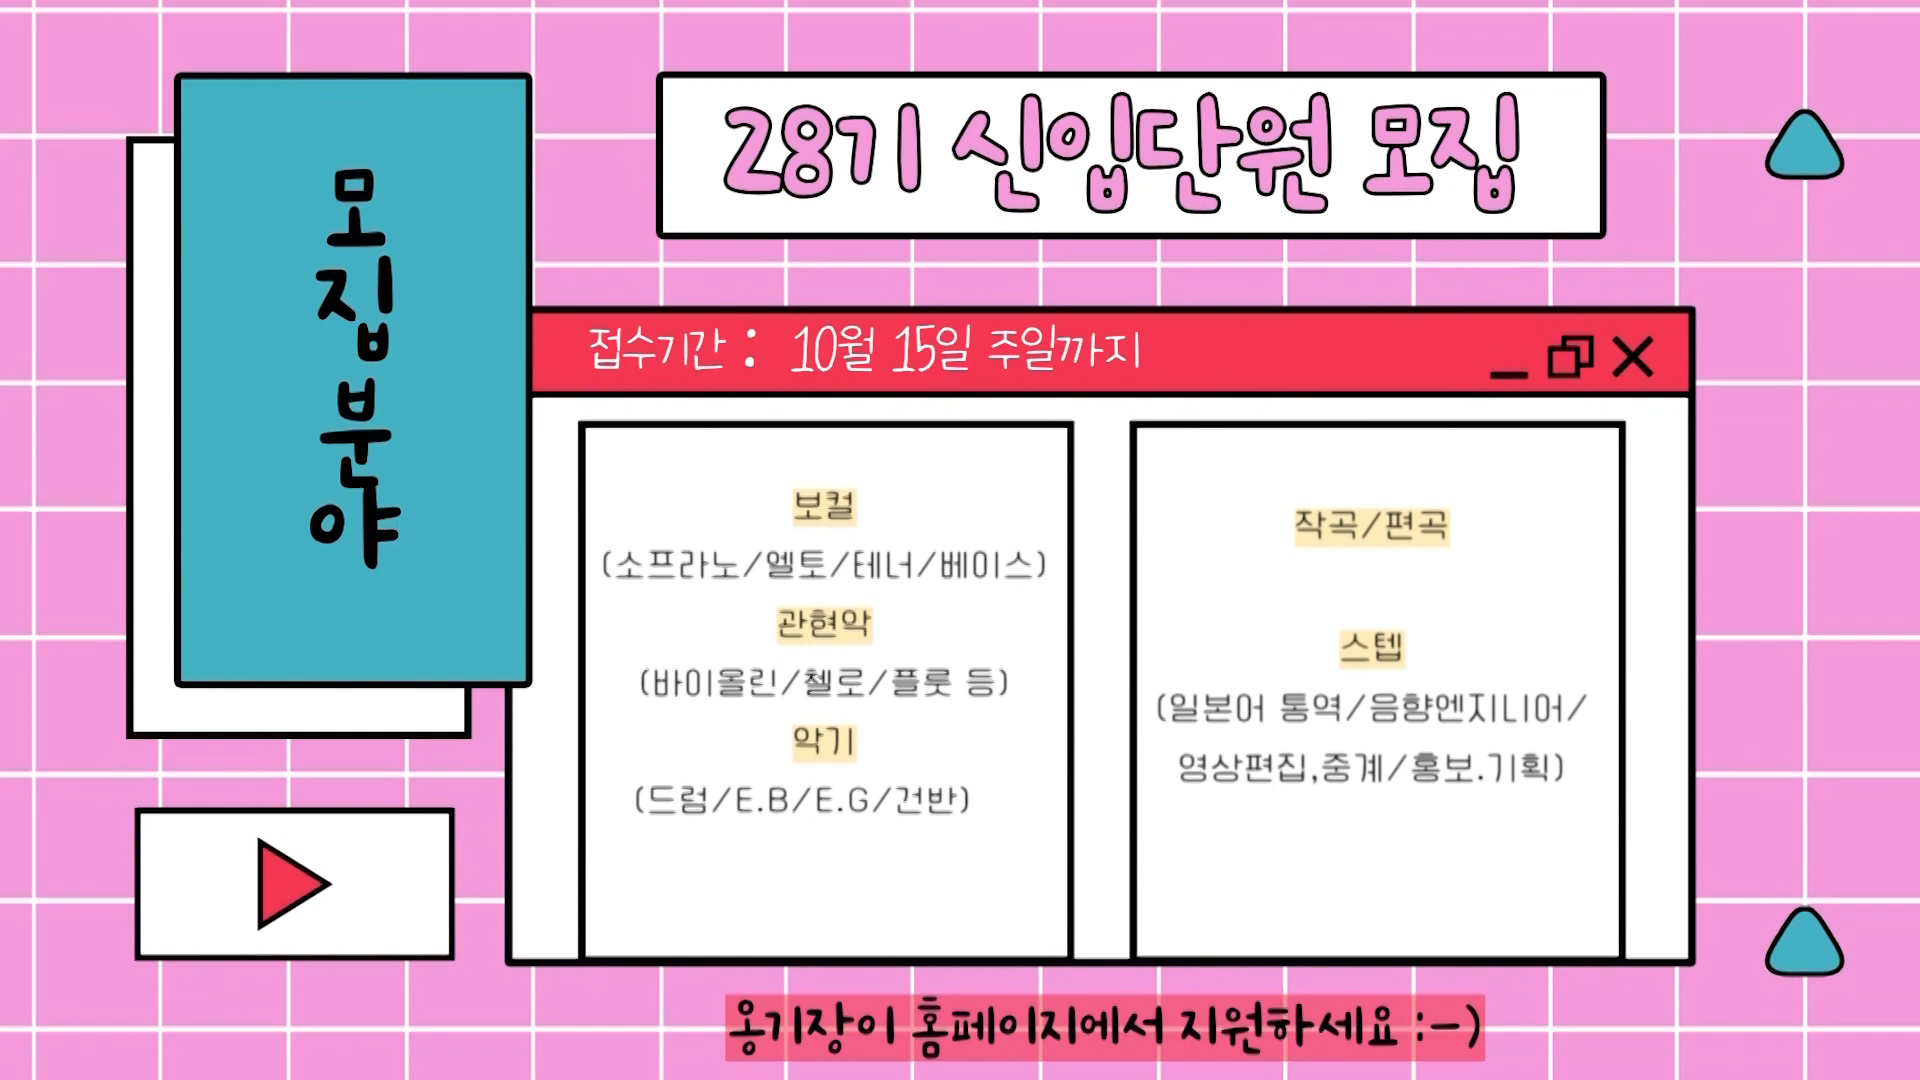 28기 신입단원 모집
모집분야
접수기간 : 10월 15일 주일까지
보컬
(소프라노/엘토/테너/베이스)
관현악
(바이올린/첼로/플룻 등)
악기
(드럼/E.B/E.G/건반)
작곡/편곡
스텝
(일본어 통역/음향엔지니어/
영상편집,중계/홍보.기획)
옹기장이 홈페이지에서 지원하세요 :-)